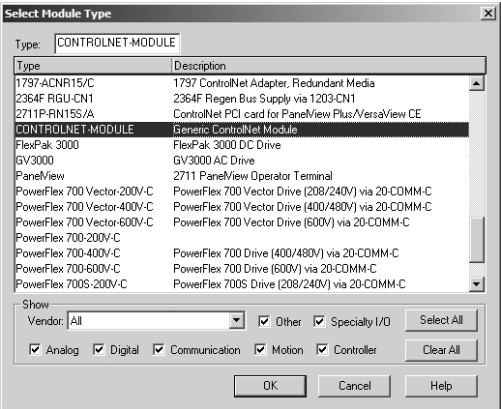 Select Module Type
Type: CONTROLNET-MODULE
Type Description
1797-ACNR15/C 1797 ControlNet Adapter, Redundant Media
2364F RGU-CN1 2364F Regen Bus Supply via 1203-CN1
2711P-RN15S/A ControlNet PCI card for PanelView Plus/VersaView CE
CONTROLNET-MODULE Generic ControlNet Module
FlexPak 3000 FlexPak 3000 DC Drive
GV3000 GV3000 AC Drive
PanelView 2711 PanelView Operator Terminal
PowerFlex 700 Vector-200V-C PowerFlex 700 Vector Drive (208/240V) via 20-COMM-C
PowerFlex 700 Vector-400V-C PowerFlex 700 Vector Drive (400/480V) via 20-COMM-C
PowerFlex 700 Vector-600V-C PowerFlex 700 Vector Drive (600V) via 20-COMM-C
PowerFlex 700-200V-C
PowerFlex 700-400V-C PowerFlex 700 Drive (400/480V) via 20-COMM-C
PowerFlex 700-600V-C PowerFlex 700 Drive (600V) via 20-COMM-C
PowerFlex 700S-200V-C PowerFlex 700S Drive (208/240V) via 20-COMM-C
Show
Vendor: All Other Specialty I/O Select All
Analog Digital Communication Motion Controller Clear All
OK Cancel Help